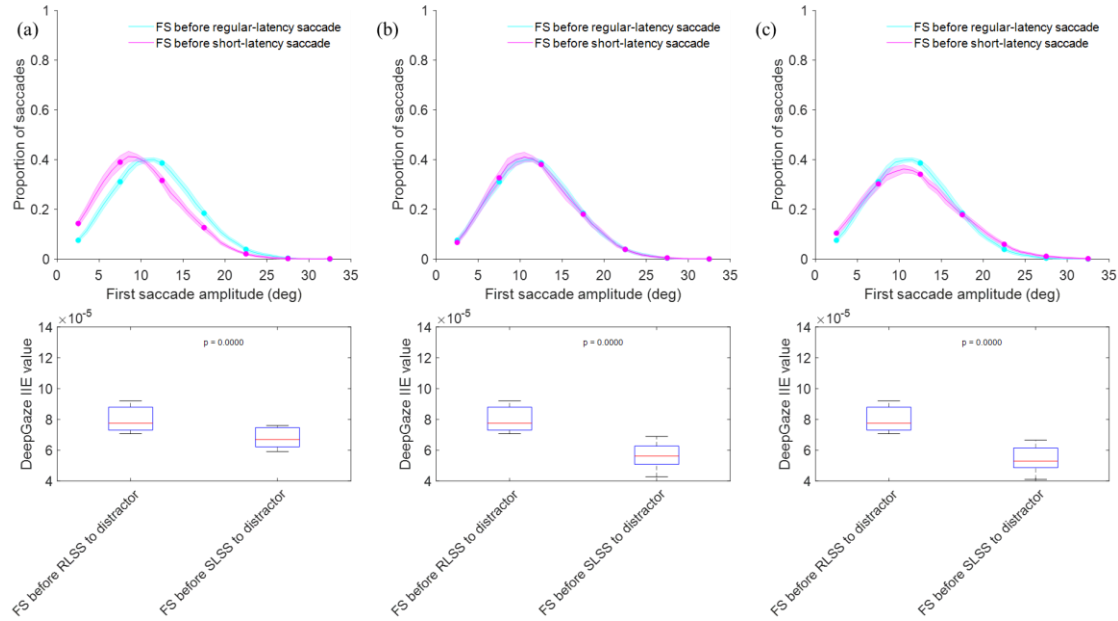 (a)
FS before regular-latency saccade
FS before short-latency saccade
Proportion of saccades
1
0.8
0.6
0.4
0.2
0
0 5 10 15 20 25 30 35
First saccade amplitude (deg)
(b)
FS before regular-latency saccade
FS before short-latency saccade
Proportion of saccades
1
0.8
0.6
0.4
0.2
0
0 5 10 15 20 25 30 35
First saccade amplitude (deg)
(c)
FS before regular-latency saccade
FS before short-latency saccade
Proportion of saccades
1
0.8
0.6
0.4
0.2
0
0 5 10 15 20 25 30 35
First saccade amplitude (deg)
×10^-5
p = 0.0000
DeepGaze IIE value
14
12
10
8
6
4
FS before RLSS to distractor
FS before SLSS to distractor
×10^-5
p = 0.0000
DeepGaze IIE value
14
12
10
8
6
4
FS before RLSS to distractor
FS before SLSS to distractor
×10^-5
p = 0.0000
DeepGaze IIE value
14
12
10
8
6
4
FS before RLSS to distractor
FS before SLSS to distractor